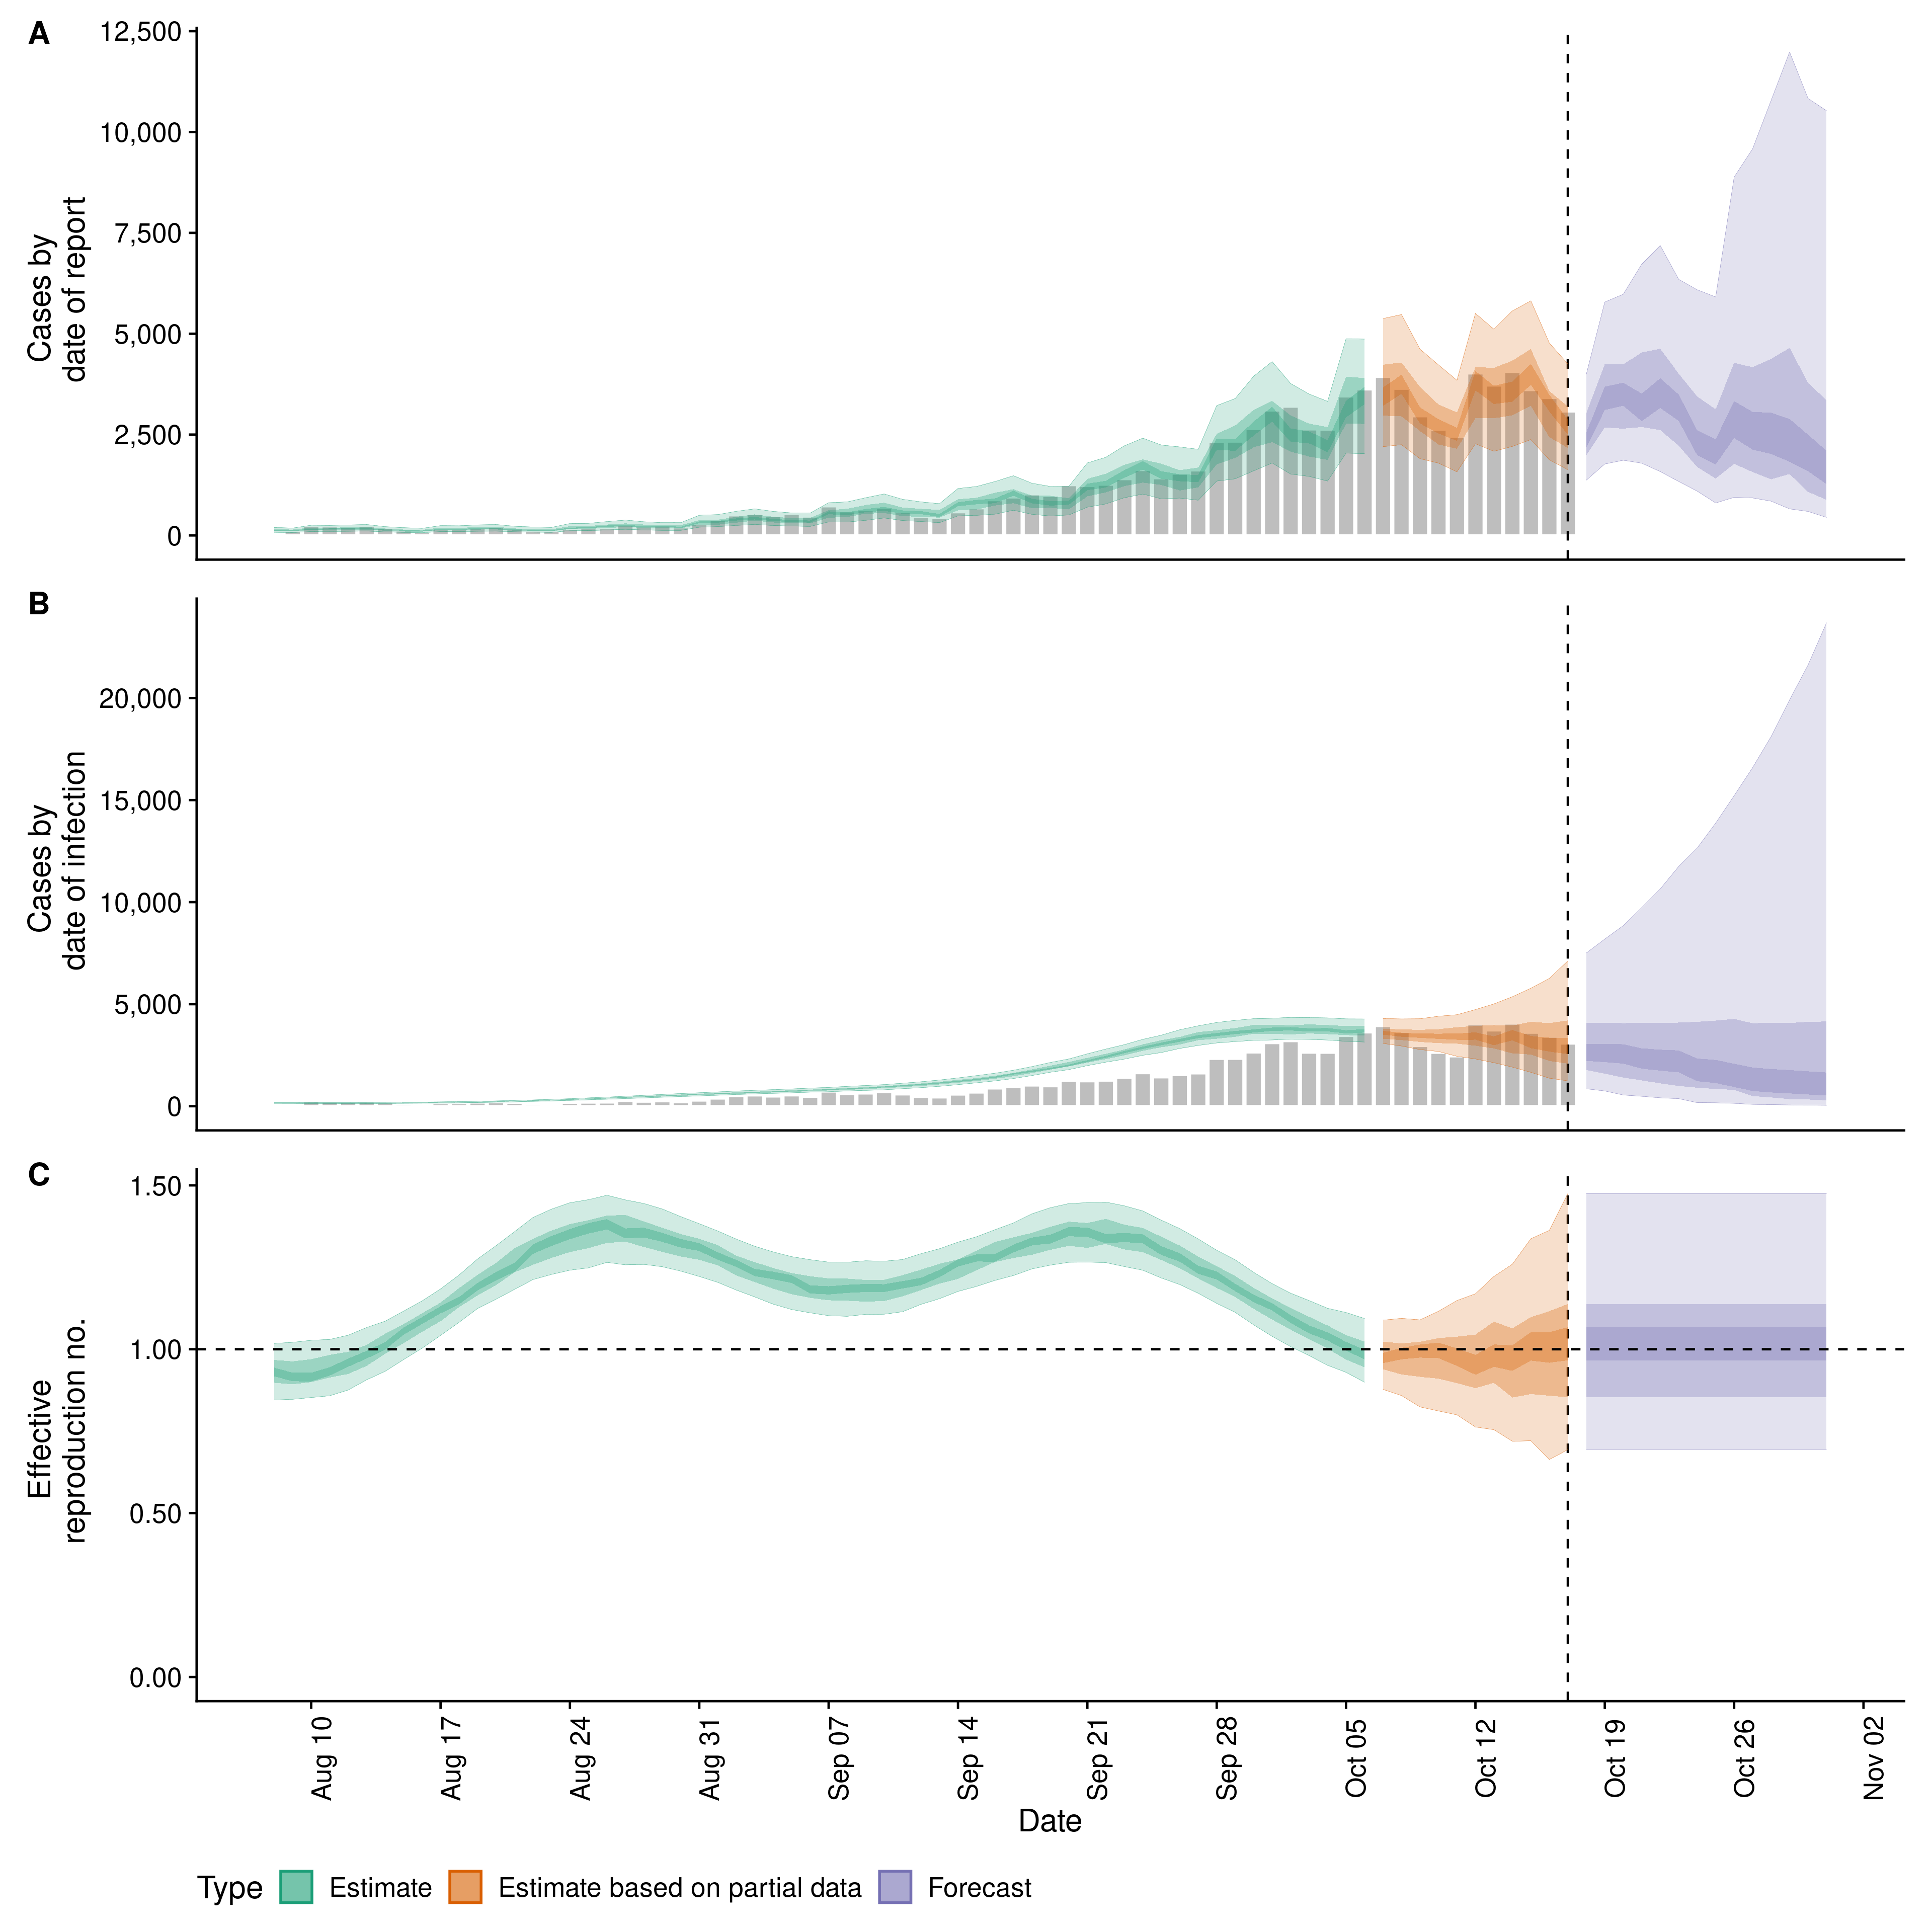 A
12,500
10,000
7,500
5,000
2,500
0
Cases by
date of report
B
20,000
15,000
10,000
5,000
0
Cases by
date of infection
C
1.50
1.00
0.50
0.00
Effective
reproduction no.
Aug 10
Aug 17
Aug 24
Aug 31
Sep 07
Sep 14
Sep 21
Sep 28
Oct 05
Oct 12
Oct 19
Oct 26
Nov 02
Date
Type Estimate Estimate based on partial data Forecast